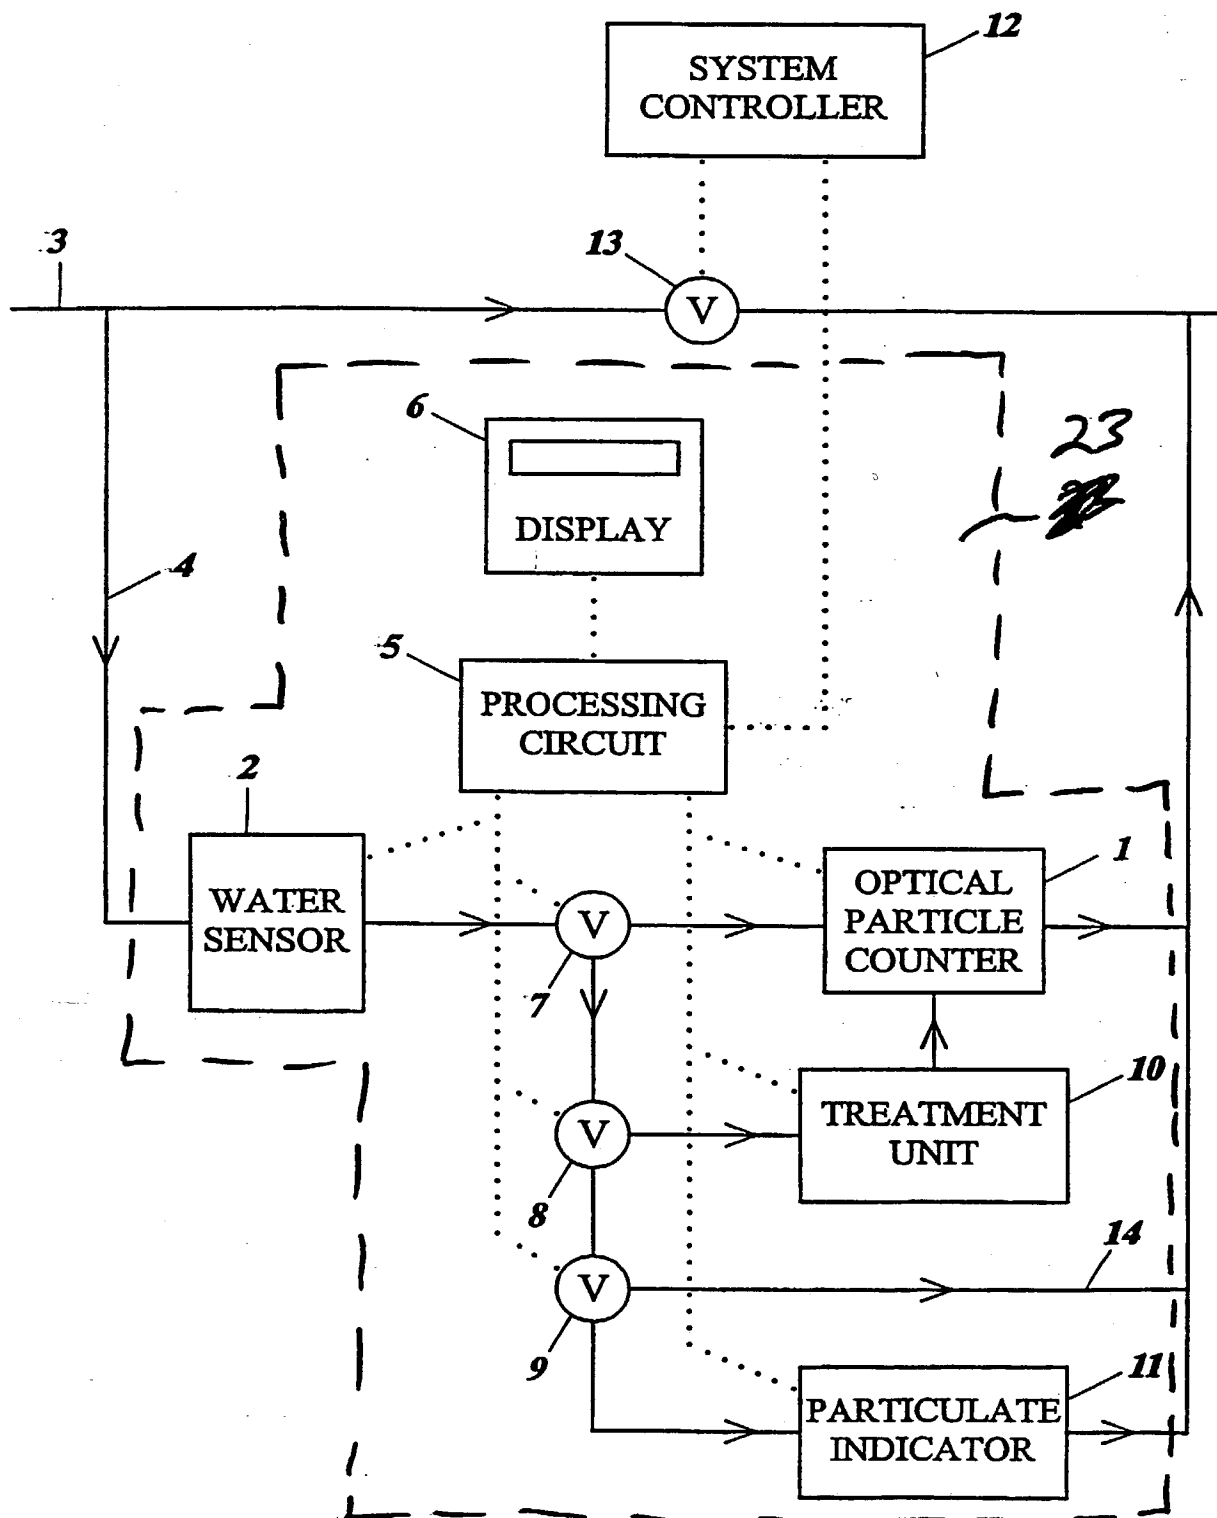 12
SYSTEM
CONTROLLER
3
13
V
6
23
DISPLAY
4
5
PROCESSING
CIRCUIT
2
1
WATER
SENSOR
OPTICAL
PARTICLE
COUNTER
V
7
10
TREATMENT
UNIT
V
8
14
V
9
11
PARTICULATE
INDICATOR